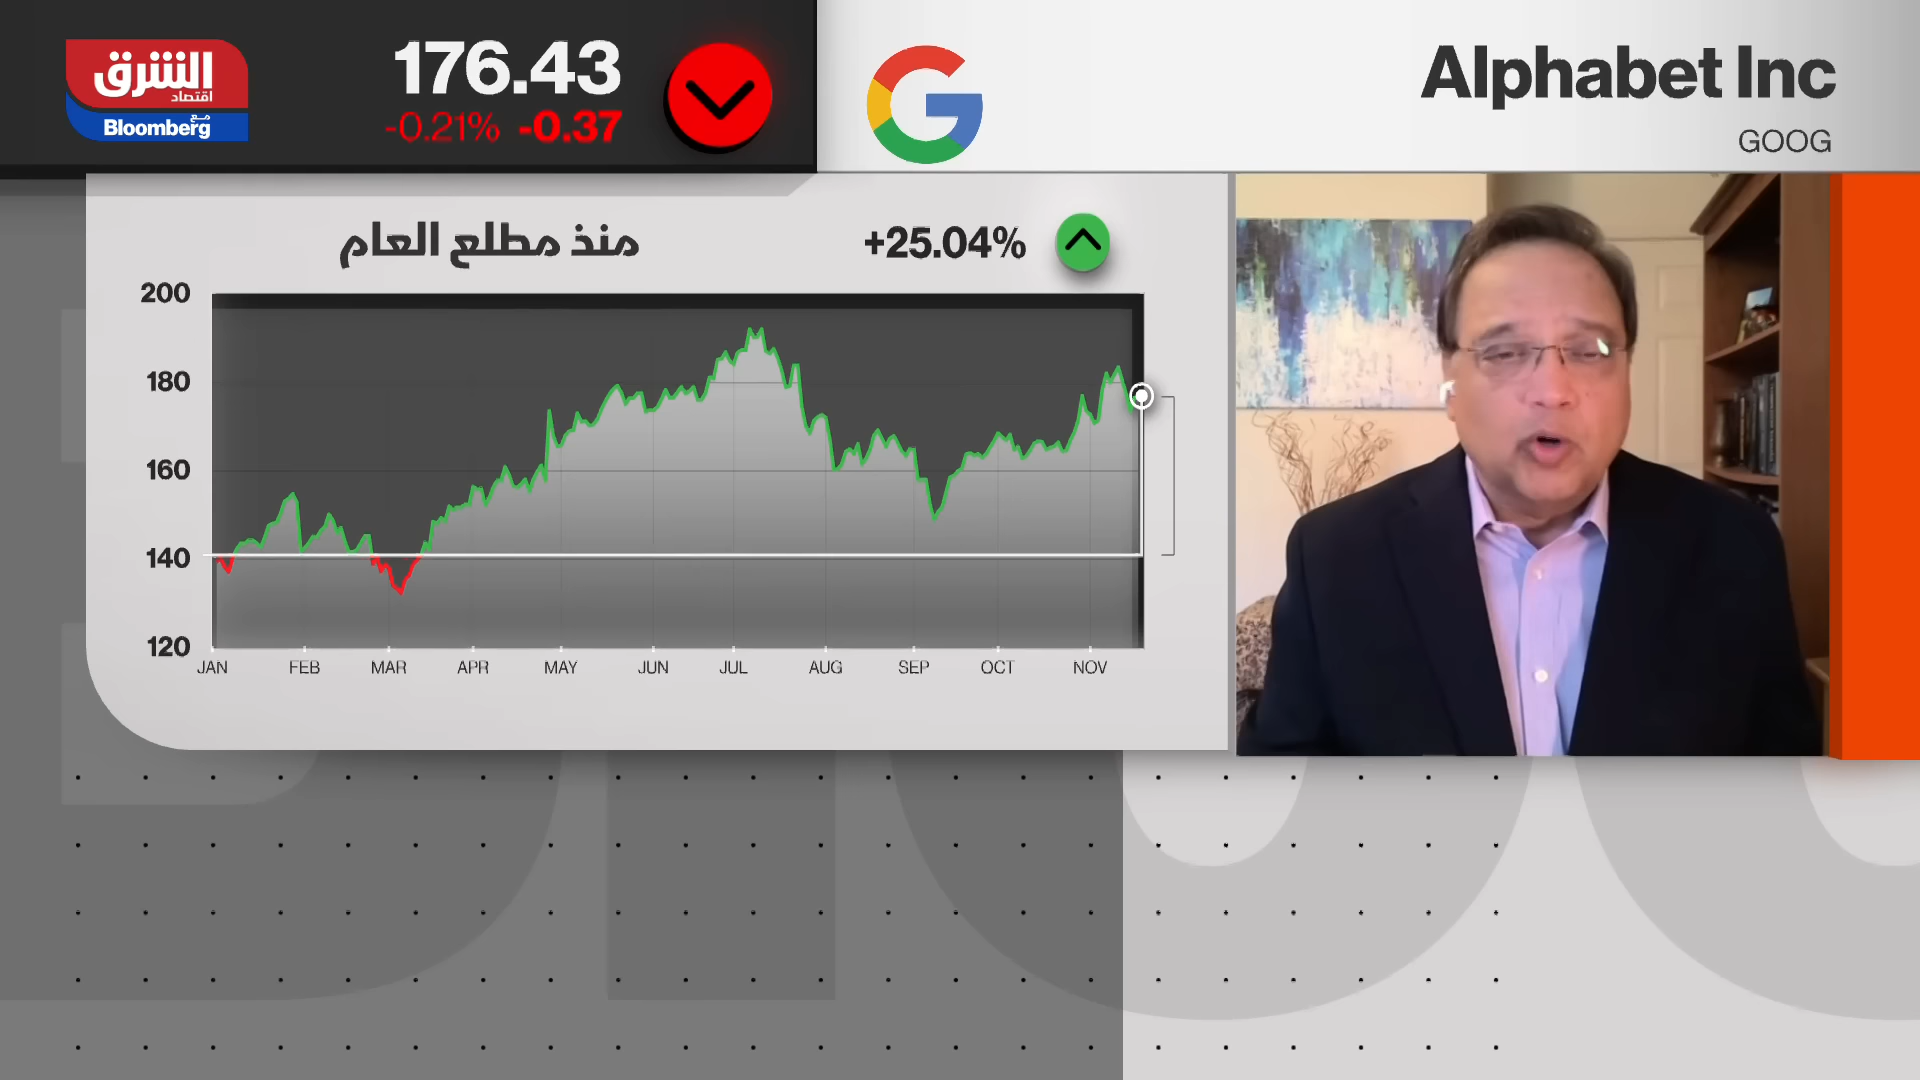 الشرق
اقتصاد
مع
Bloomberg
176.43
-0.21% -0.37
Alphabet Inc
GOOG
منذ مطلع العام
+25.04%
200
180
160
140
120
JAN FEB MAR APR MAY JUN JUL AUG SEP OCT NOV